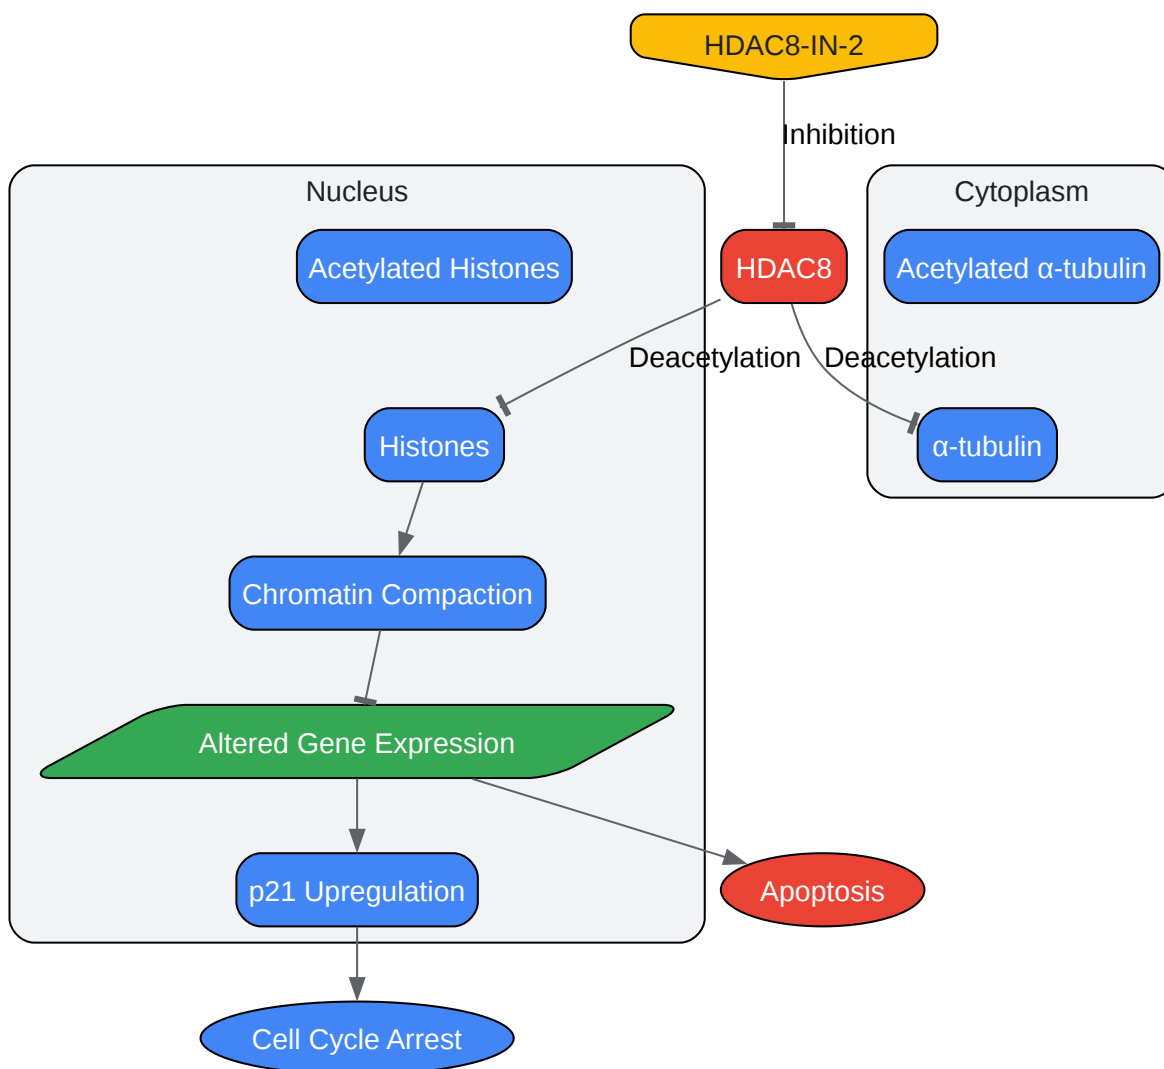 HDAC8-IN-2
Inhibition
Nucleus
Cytoplasm
Acetylated Histones
HDAC8
Acetylated α-tubulin
Deacetylation
Deacetylation
Histones
α-tubulin
Chromatin Compaction
Altered Gene Expression
p21 Upregulation
Apoptosis
Cell Cycle Arrest